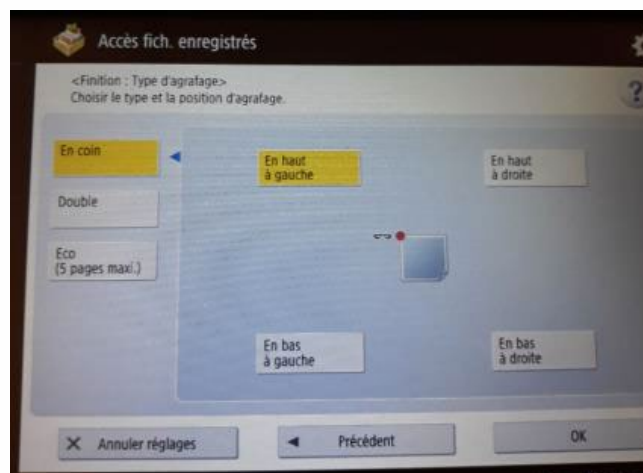 Accès fich. enregistrés
<Finition : Type d'agrafage>
Choisir le type et la position d'agrafage.
?
En coin
En haut
à gauche
En haut
à droite
Double
Eco
(5 pages maxi.)
En bas
à gauche
En bas
à droite
Annuler réglages
Précédent
OK